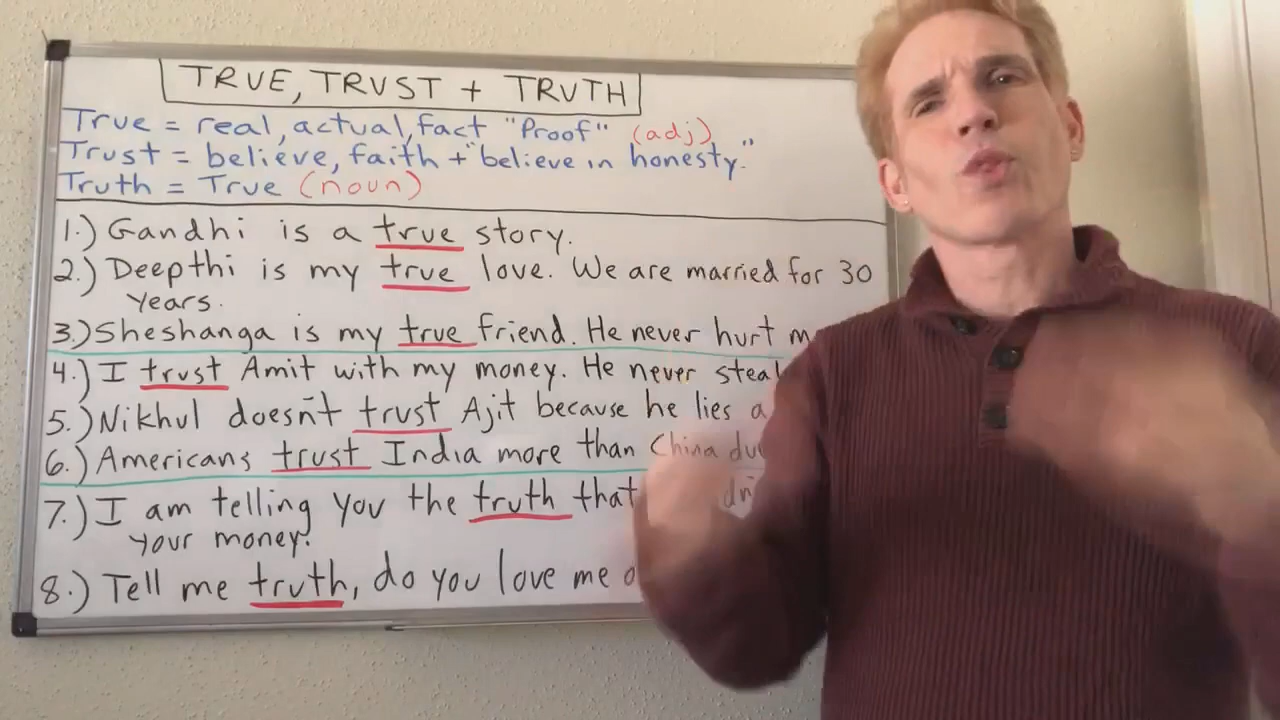 TRUE, TRUST + TRUTH
True = real, actual, fact "Proof" (adj)
Trust = believe, faith + "believe in honesty."
Truth = True (noun)
1.) Gandhi is a true story.
2.) Deepthi is my true love. We are married for 30
years.
3.) Sheshanga is my true friend. He never hurt
4.) I trust Amit with my money. He never steal
5.) Nikhul doesn't trust Ajit because he lies
6.) Americans trust India more than China
7.) I am telling you the truth that
your money.
8.) Tell me truth, do you love me